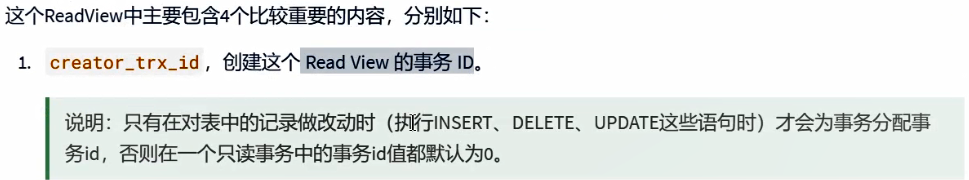 这个ReadView中主要包含4个比较重要的内容，分别如下：
1. creator_trx_id ，创建这个 Read View 的事务 ID。
说明：只有在对表中的记录做改动时（执行INSERT、DELETE、UPDATE这些语句时）才会为事务分配事
务id，否则在一个只读事务中的事务id值都默认为0。